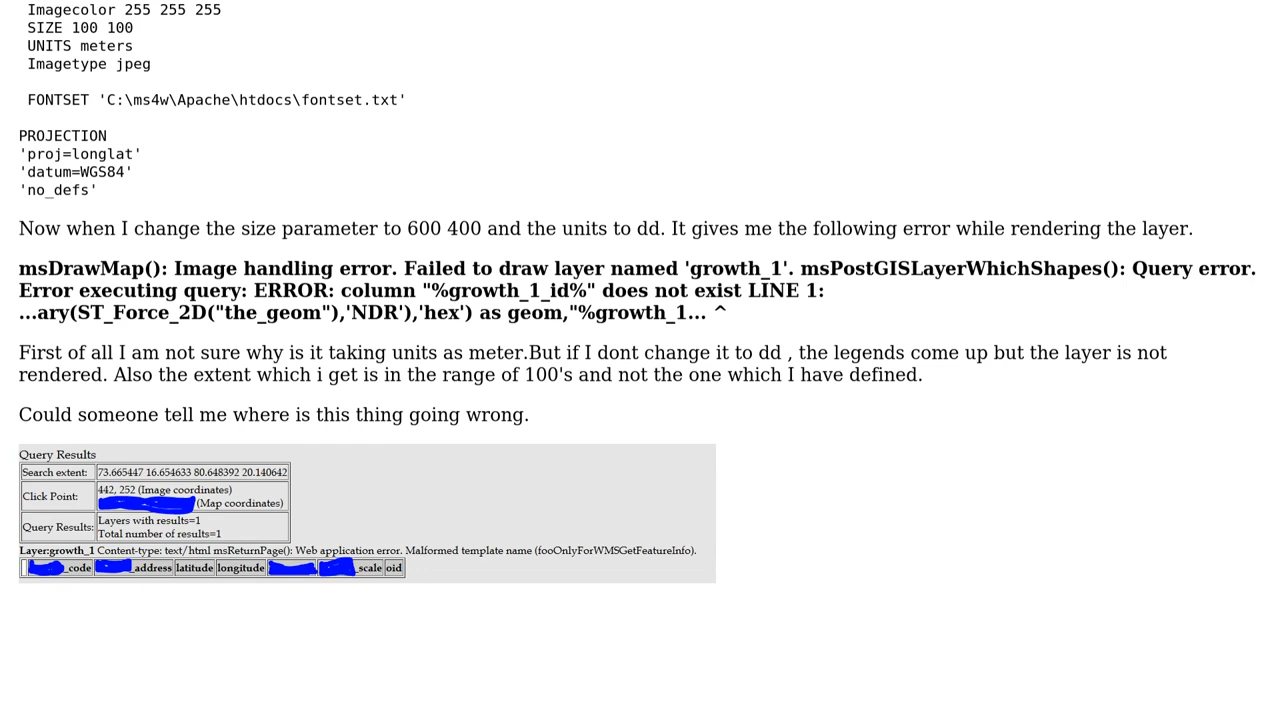 Imagecolor 255 255 255
SIZE 100 100
UNITS meters
Imagetype jpeg
FONTSET 'C:\ms4w\Apache\htdocs\fontset.txt'
PROJECTION
'proj=longlat'
'datum=WGS84'
'no_defs'
Now when I change the size parameter to 600 400 and the units to dd. It gives me the following error while rendering the layer.
msDrawMap(): Image handling error. Failed to draw layer named 'growth_1'. msPostGISLayerWhichShapes(): Query error.
Error executing query: ERROR: column "%growth_1_id%" does not exist LINE 1:
...ary(ST_Force_2D("the_geom"),'NDR'),'hex') as geom,"%growth_1... ^
First of all I am not sure why is it taking units as meter.But if I dont change it to dd , the legends come up but the layer is not
rendered. Also the extent which i get is in the range of 100's and not the one which I have defined.
Could someone tell me where is this thing going wrong.
Query Results
Search extent: 73.665447 16.654633 80.648392 20.140642
Click Point: 442, 252 (Image coordinates)
(Map coordinates)
Query Results: Layers with results=1
Total number of results=1
Layer:growth_1 Content-type: text/html msReturnPage(): Web application error. Malformed template name (fooOnlyForWMSGetFeatureInfo).
_code _address latitude longitude _scale oid